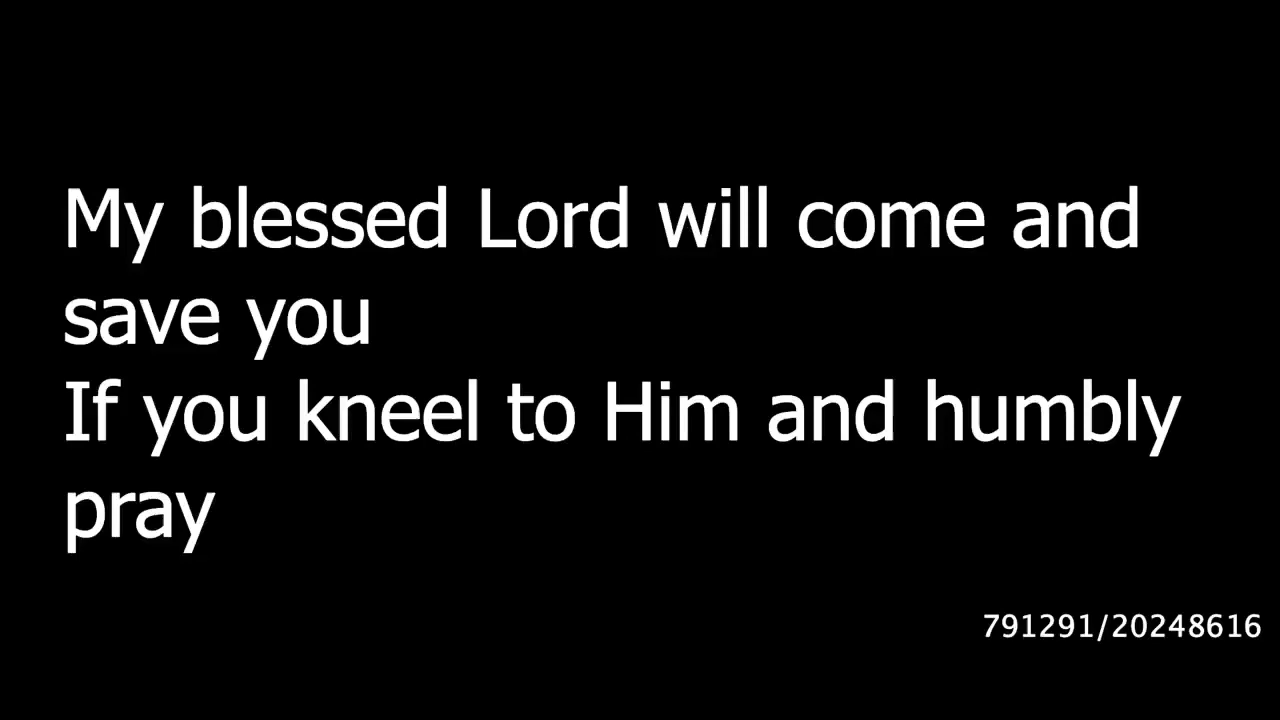 My blessed Lord will come and
save you
If you kneel to Him and humbly
pray
791291/20248616